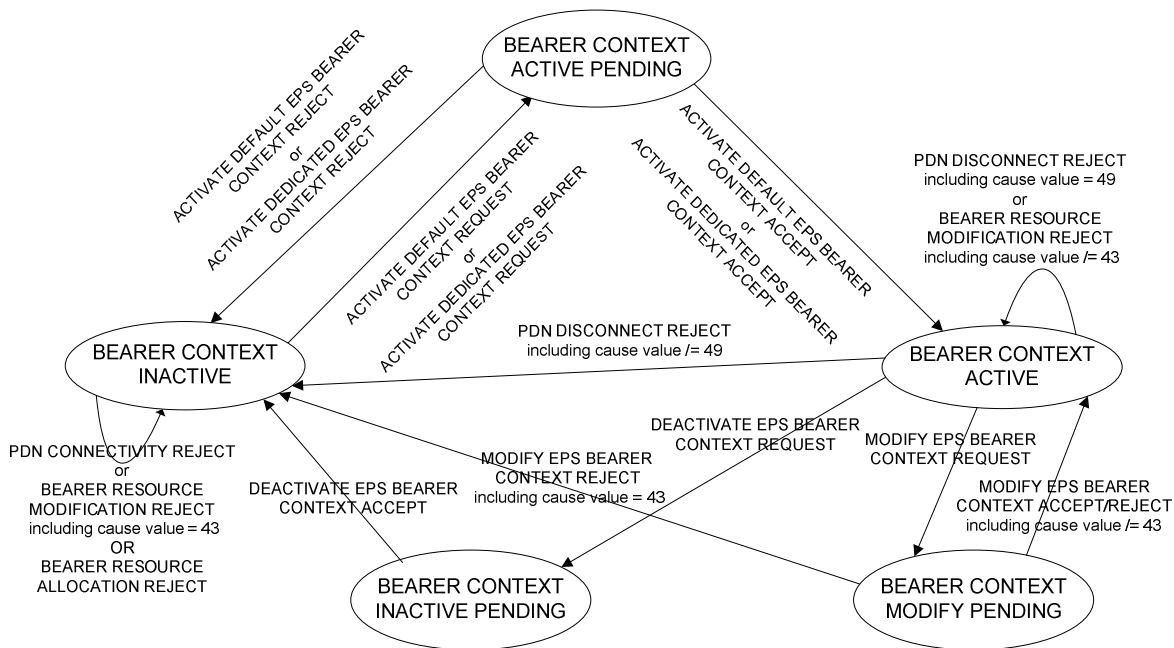 BEARER CONTEXT
ACTIVE PENDING
ACTIVATE DEFAULT EPS BEARER
CONTEXT REJECT
or
ACTIVATE DEDICATED EPS BEARER
CONTEXT REJECT
ACTIVATE DEFAULT EPS BEARER
CONTEXT REQUEST
or
ACTIVATE DEDICATED EPS BEARER
CONTEXT REQUEST
ACTIVATE DEFAULT EPS BEARER
CONTEXT ACCEPT
or
ACTIVATE DEDICATED EPS BEARER
CONTEXT ACCEPT
PDN DISCONNECT REJECT
including cause value = 49
or
BEARER RESOURCE
MODIFICATION REJECT
including cause value /= 43
PDN DISCONNECT REJECT
including cause value /= 49
BEARER CONTEXT
INACTIVE
BEARER CONTEXT
ACTIVE
PDN CONNECTIVITY REJECT
or
BEARER RESOURCE
MODIFICATION REJECT
including cause value = 43
OR
BEARER RESOURCE
ALLOCATION REJECT
DEACTIVATE EPS BEARER
CONTEXT ACCEPT
MODIFY EPS BEARER
CONTEXT REJECT
including cause value = 43
DEACTIVATE EPS BEARER
CONTEXT REQUEST
MODIFY EPS BEARER
CONTEXT REQUEST
MODIFY EPS BEARER
CONTEXT ACCEPT/REJECT
including cause value /= 43
BEARER CONTEXT
INACTIVE PENDING
BEARER CONTEXT
MODIFY PENDING